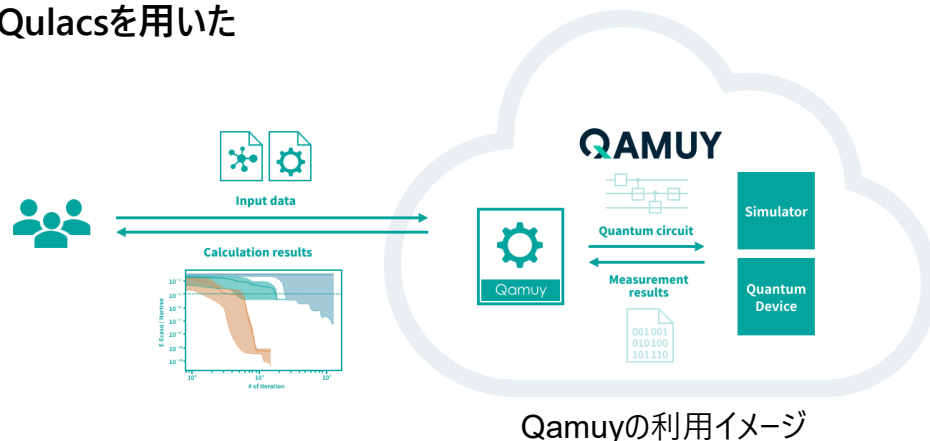 Qulacsを用いた
QAMUY
Input data
Simulator
Quantum circuit
Calculation results
Qamuy
Measurement
results
Quantum
Device
001 001
010 100
101 110
E-Ecasci / Hartree
# of Iteration
Qamuyの利用イメージ